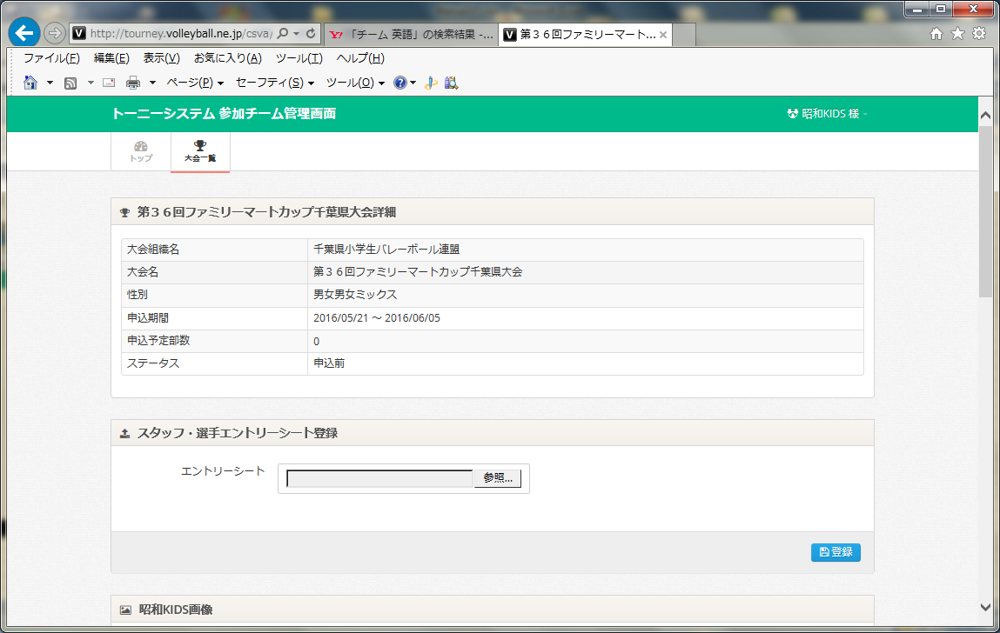 http://tourney.volleyball.ne.jp/csva/
「チーム 英語」の検索結果 -...
第３６回ファミリーマート...
ファイル(F) 編集(E) 表示(V) お気に入り(A) ツール(T) ヘルプ(H)
ページ(P) セーフティ(S) ツール(O)
トーニーシステム 参加チーム管理画面
昭和KIDS 様
トップ
大会一覧
第３６回ファミリーマートカップ千葉県大会詳細
大会組織名 千葉県小学生バレーボール連盟
大会名 第３６回ファミリーマートカップ千葉県大会
性別 男女男女ミックス
申込期間 2016/05/21 ～ 2016/06/05
申込予定部数 0
ステータス 申込前
スタッフ・選手エントリーシート登録
エントリーシート 参照...
登録
昭和KIDS画像